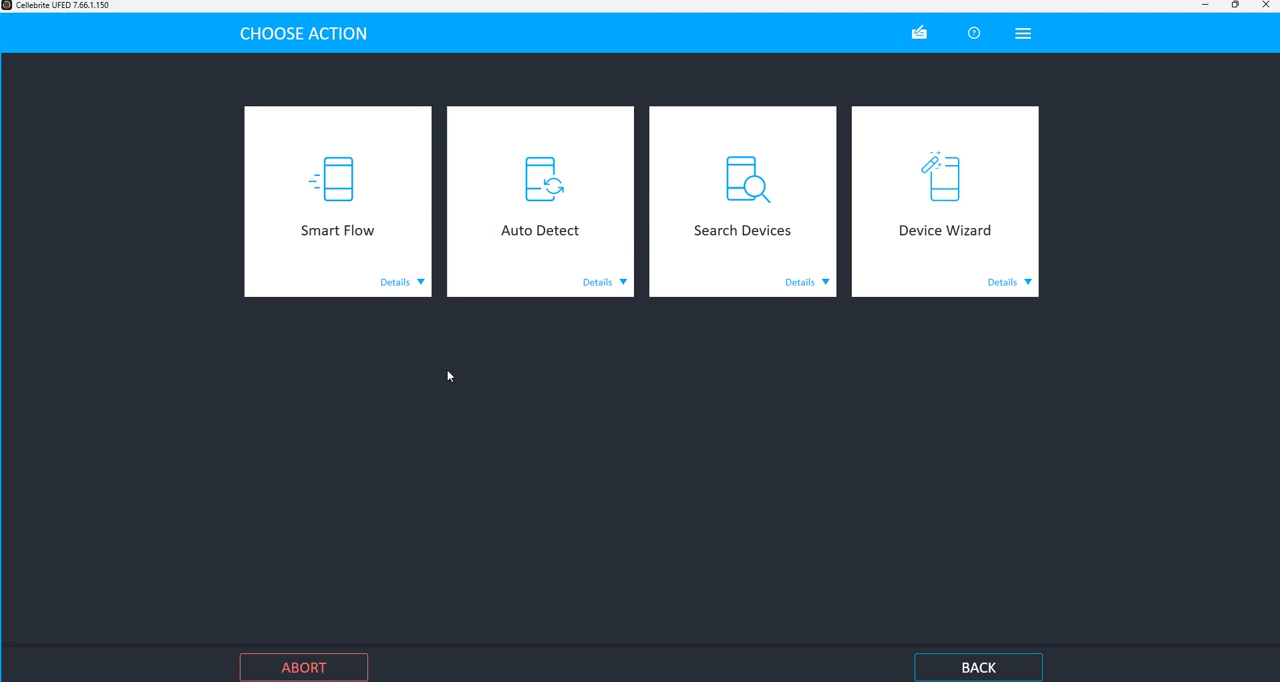 Cellebrite UFED 7.66.1.150
CHOOSE ACTION
Smart Flow
Auto Detect
Search Devices
Device Wizard
Details
Details
Details
Details
ABORT
BACK